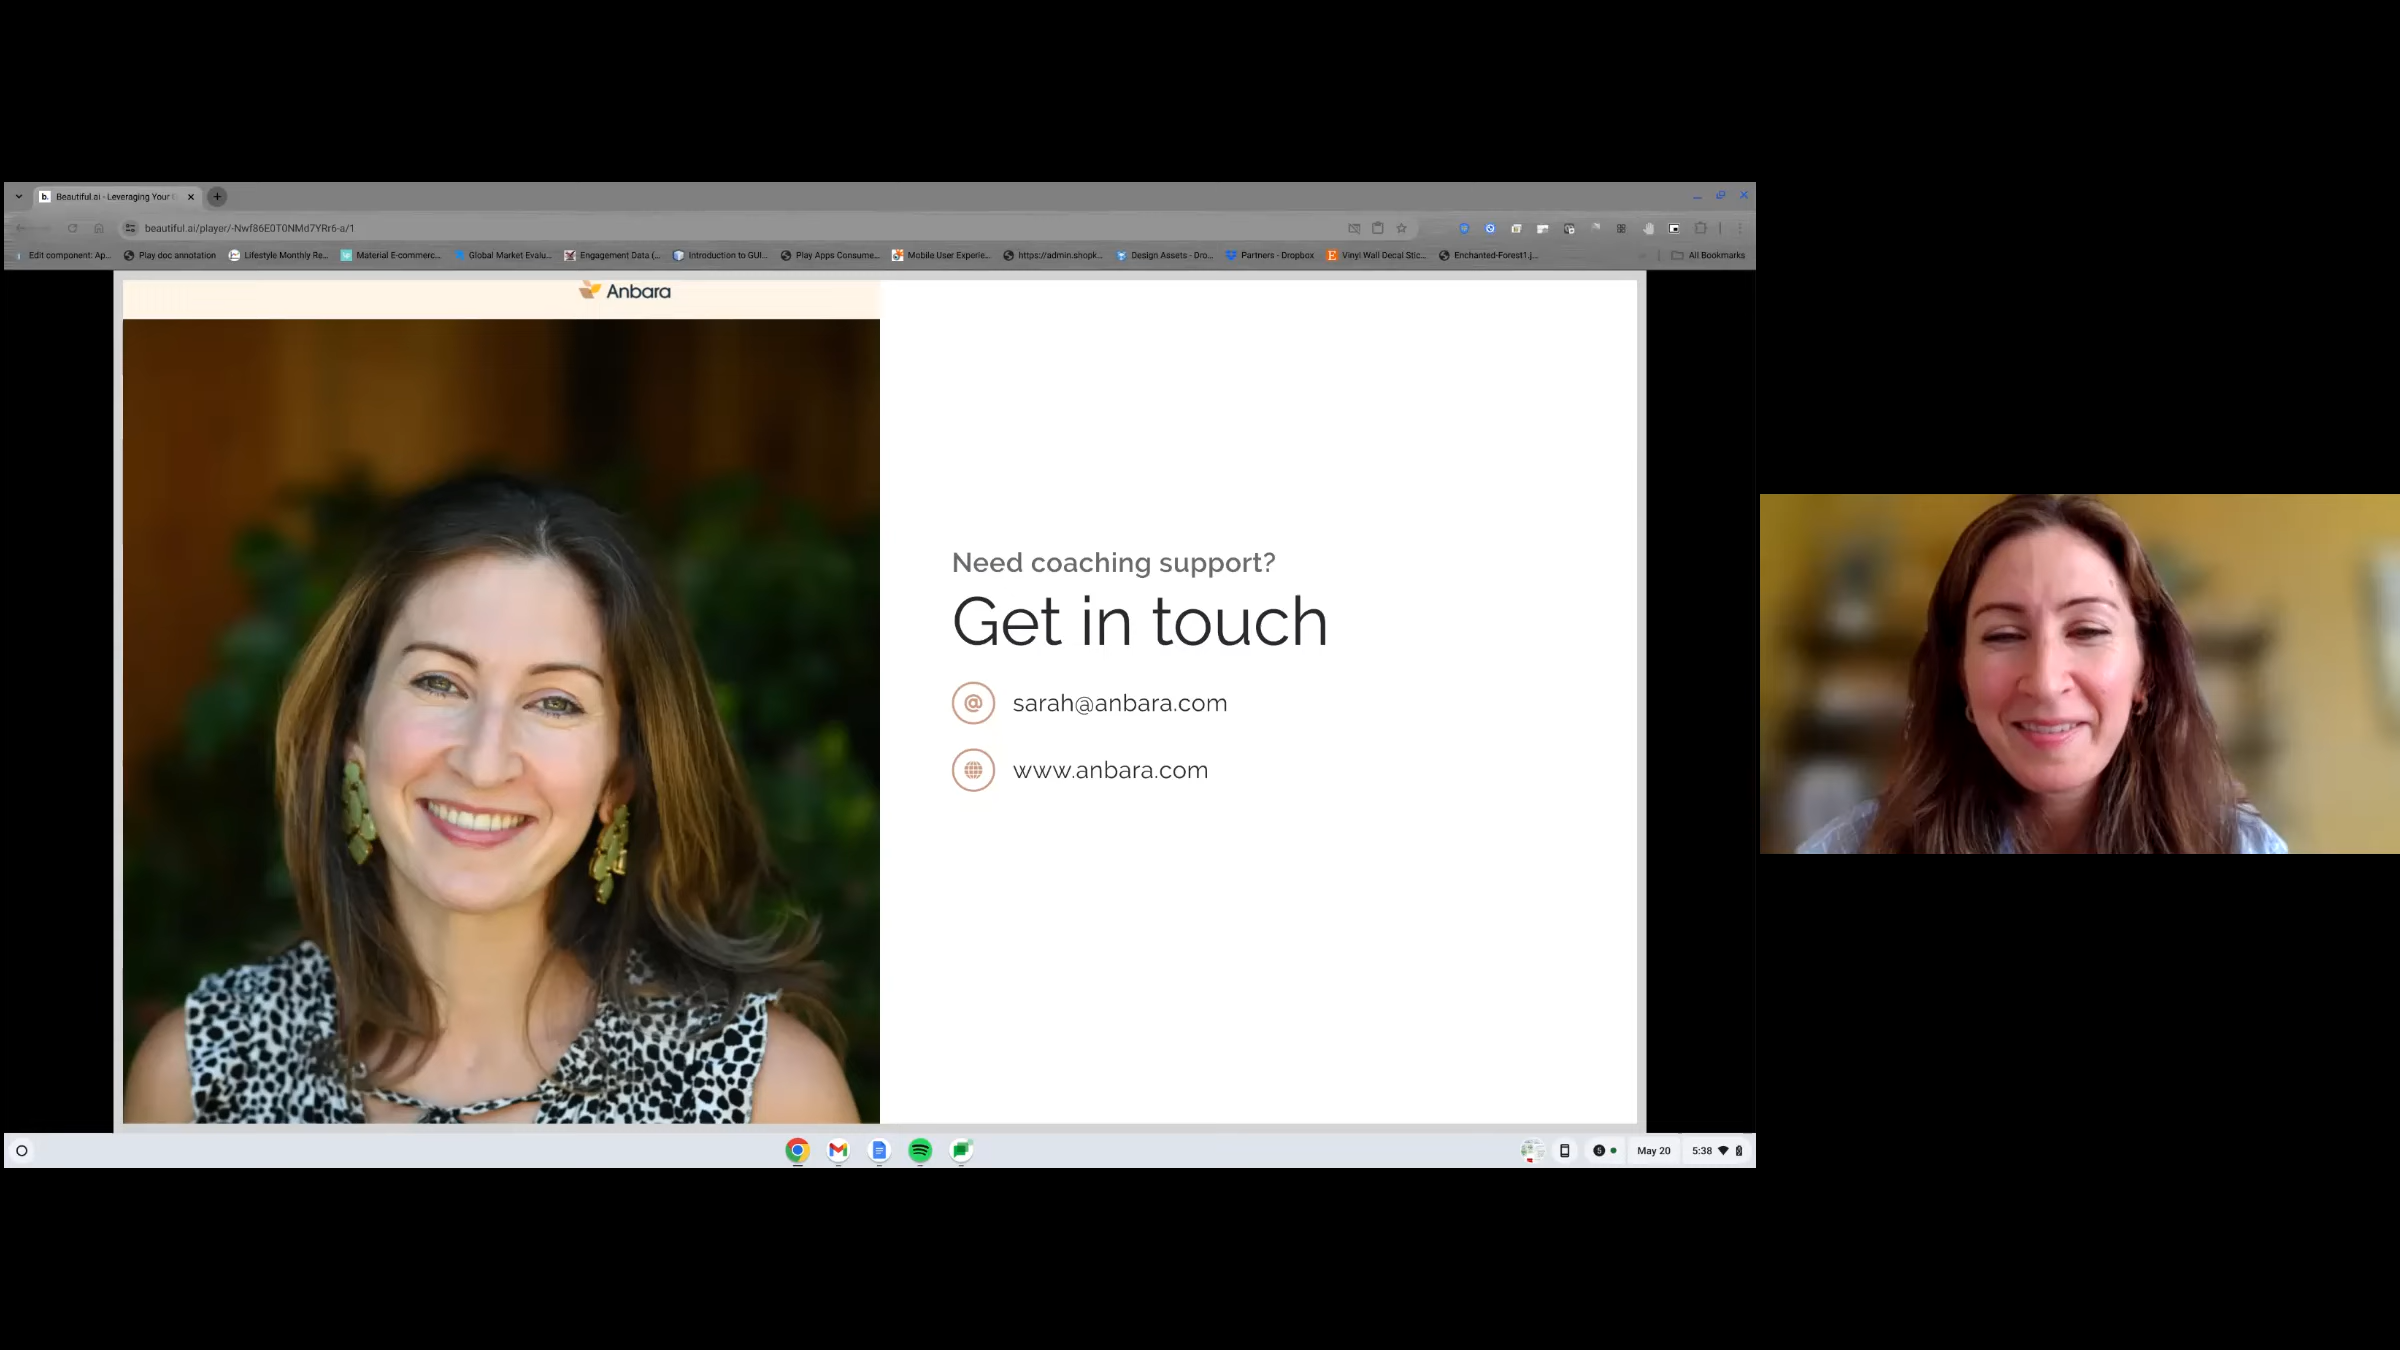 Beautiful.ai - Leveraging Your
beautiful.ai/player/-Nwf86E0T0NMd7YRr6-a/1
Edit component: Ap...
Play doc annotation
Lifestyle Monthly Re...
Material E-commerc...
Global Market Evalu...
Engagement Data (...
Introduction to GUI...
Play Apps Consume...
Mobile User Experie...
https://admin.shopk...
Design Assets - Dro...
Partners - Dropbox
Vinyl Wall Decal Stic...
Enchanted-Forest1.j...
All Bookmarks
Anbara
Need coaching support?
Get in touch
sarah@anbara.com
www.anbara.com
May 20
5:38